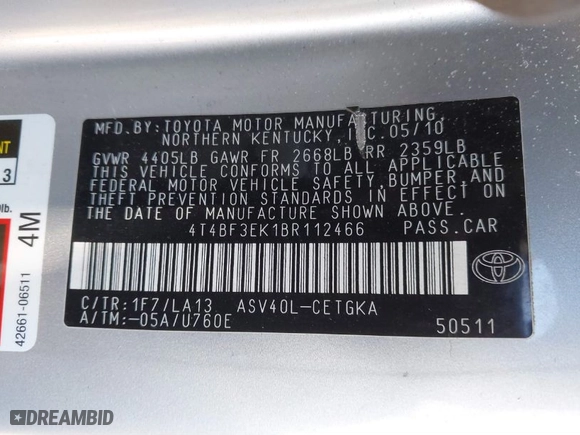 MFD.BY:TOYOTA MOTOR MANUFACTURING,
NORTHERN KENTUCKY, INC.05/10
GVWR 4405LB GAWR FR 2668LB RR 2359LB
THIS VEHICLE CONFORMS TO ALL APPLICABLE
FEDERAL MOTOR VEHICLE SAFETY, BUMPER, AND
THEFT PREVENTION STANDARDS IN EFFECT ON
THE DATE OF MANUFACTURE SHOWN ABOVE.
4T4BF3EK1BR112466 PASS.CAR
C/TR:1F7/LA13 ASV40L-CETGKA
A/TM:-05A/U760E
50511
3
lb.
4M
42661-06511
DREAMBID